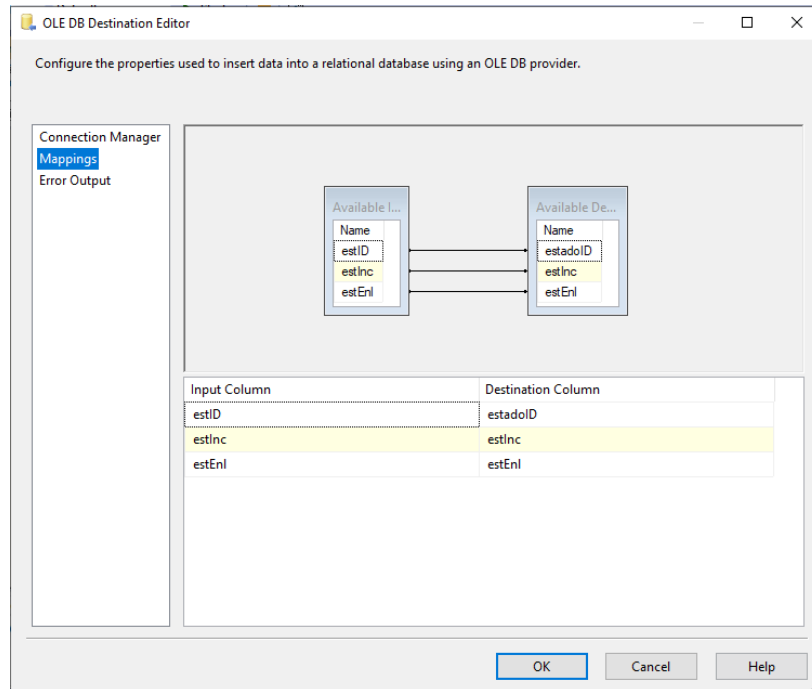 OLE DB Destination Editor
Configure the properties used to insert data into a relational database using an OLE DB provider.
Connection Manager
Mappings
Error Output
Available I...
Name
estID
estInc
estEnl
Available De...
Name
estadoID
estInc
estEnl
Input Column Destination Column
estID estadoID
estInc estInc
estEnl estEnl
OK Cancel Help